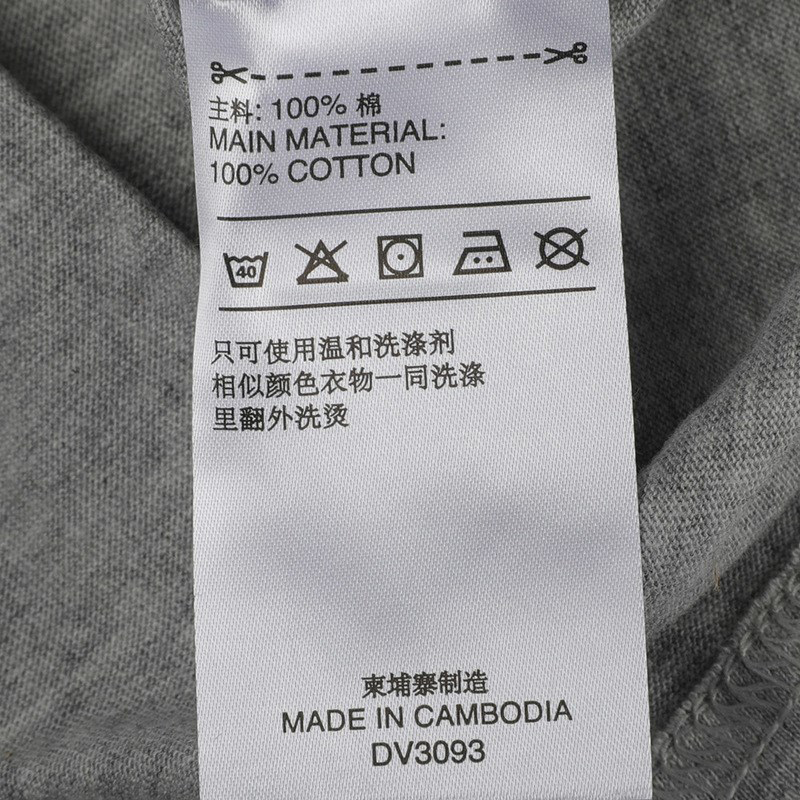 主料: 100% 棉
MAIN MATERIAL:
100% COTTON
40
只可使用温和洗涤剂
相似颜色衣物一同洗涤
里翻外洗烫
柬埔寨制造
MADE IN CAMBODIA
DV3093